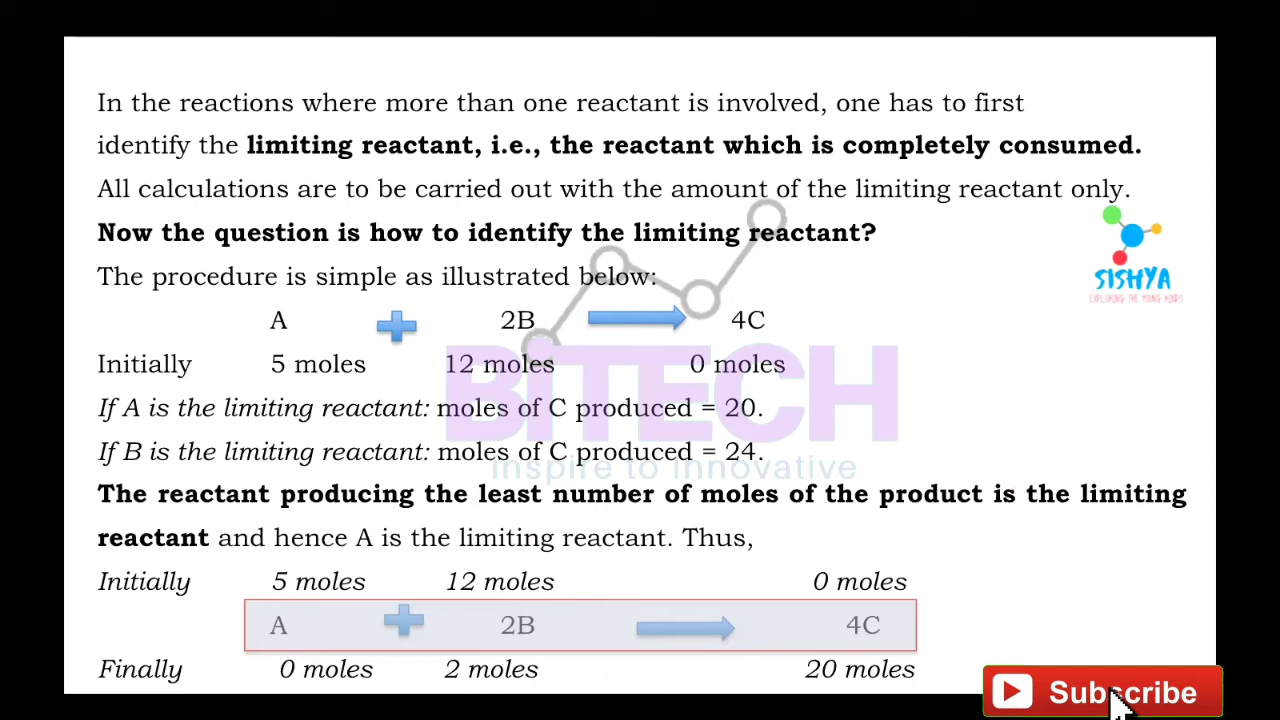 In the reactions where more than one reactant is involved, one has to first
identify the limiting reactant, i.e., the reactant which is completely consumed.
All calculations are to be carried out with the amount of the limiting reactant only.
Now the question is how to identify the limiting reactant?
SISHYA
EXPLORING THE YOUNG MINDS
The procedure is simple as illustrated below:
A + 2B → 4C
Initially 5 moles 12 moles 0 moles
BiTECH
If A is the limiting reactant: moles of C produced = 20.
If B is the limiting reactant: moles of C produced = 24.
inspire to innovative
The reactant producing the least number of moles of the product is the limiting
reactant and hence A is the limiting reactant. Thus,
Initially 5 moles 12 moles 0 moles
A + 2B → 4C
Finally 0 moles 2 moles 20 moles
Subscribe